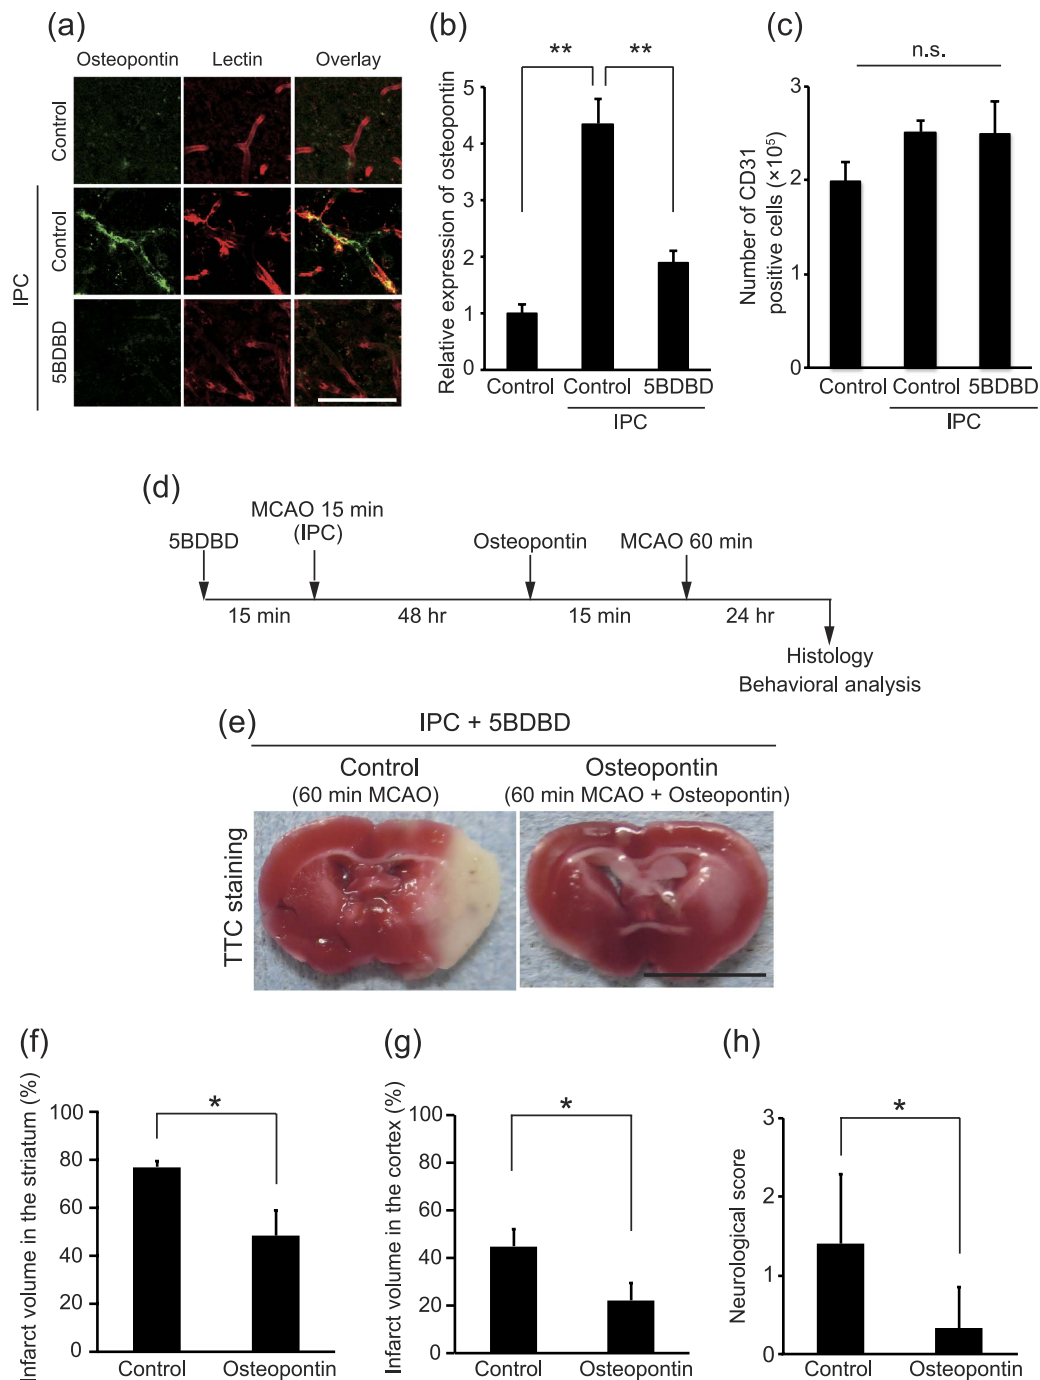 (a)
Osteopontin Lectin Overlay
Control
Control
5BDBD
IPC
(b)
** **
Relative expression of osteopontin
5
4
3
2
1
0
Control Control 5BDBD
IPC
(c)
n.s.
Number of CD31
positive cells (×10⁵)
3
2
1
0
Control Control 5BDBD
IPC
(d)
5BDBD
MCAO 15 min
(IPC)
Osteopontin
MCAO 60 min
15 min 48 hr 15 min 24 hr
Histology
Behavioral analysis
(e)
IPC + 5BDBD
Control Osteopontin
(60 min MCAO) (60 min MCAO + Osteopontin)
TTC staining
(f)
Infarct volume in the striatum (%)
100
80
60
40
20
0
*
Control Osteopontin
(g)
Infarct volume in the cortex (%)
100
80
60
40
20
0
*
Control Osteopontin
(h)
Neurological score
3
2
1
0
*
Control Osteopontin